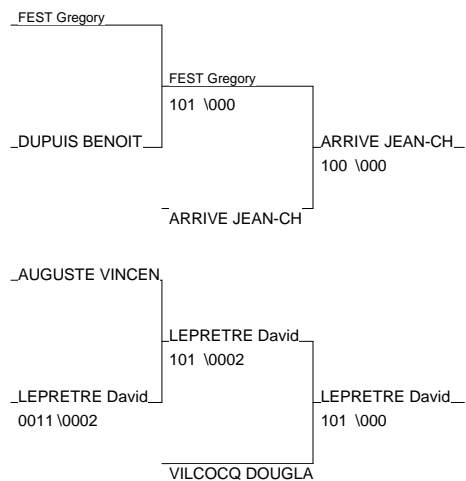 FEST Gregory
FEST Gregory
101 \000
DUPUIS BENOIT
ARRIVE JEAN-CH
100 \000
ARRIVE JEAN-CH
AUGUSTE VINCEN
LEPRETRE David
101 \0002
LEPRETRE David
0011 \0002
LEPRETRE David
101 \000
VILCOCQ DOUGLA